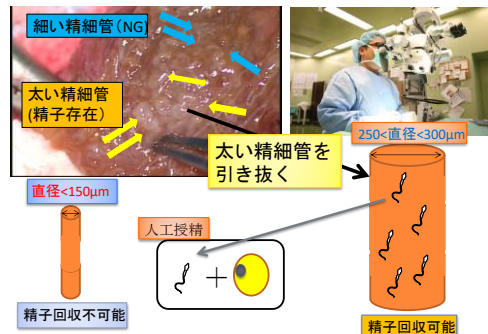 細い精細管(NG)
太い精細管
(精子存在)
太い精細管を
引き抜く
250<直径<300μm
直径<150μm
人工授精
+
精子回収不可能
精子回収可能